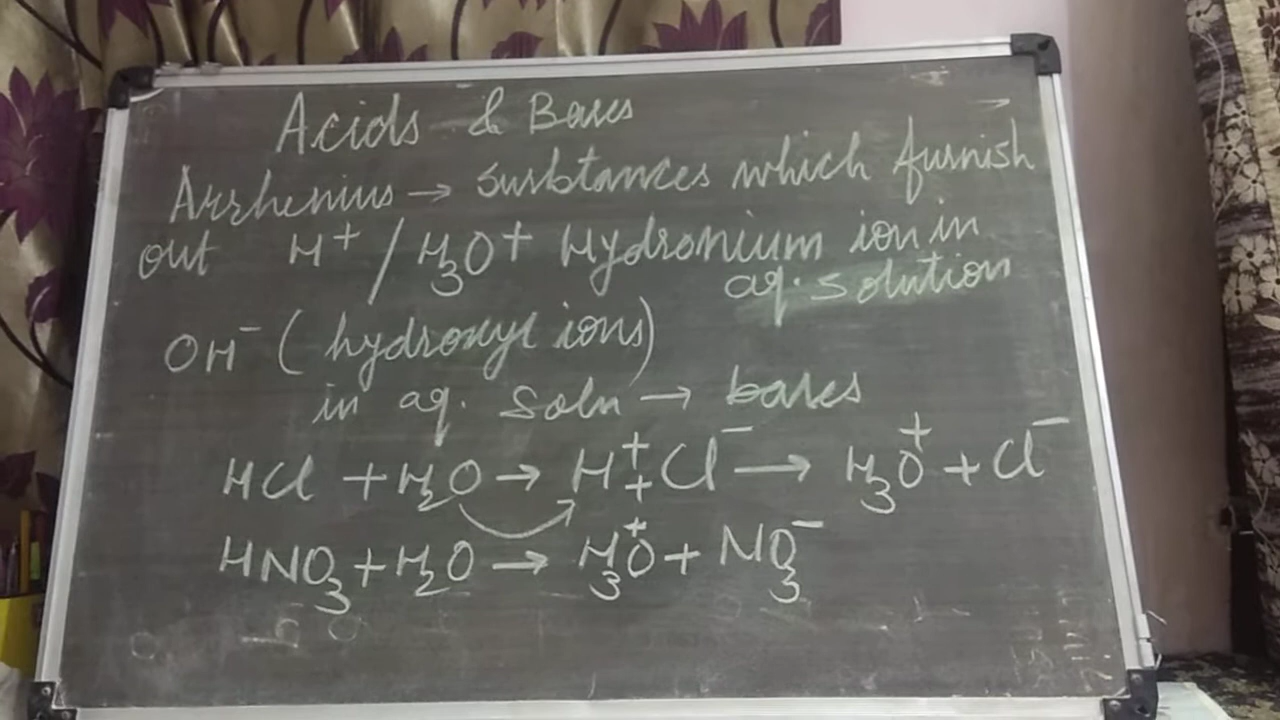 Acids & Bases
Arrhenius → surbtances which furnish
out H⁺ / H₃O⁺ Hydronium ion in
aq. solution
OH⁻ ( hydroxyl ions)
in aq. soln → bases
HCl + H₂O → H⁺ + Cl⁻ → H₃O⁺ + Cl⁻
HNO₃ + H₂O → H₃O⁺ + NO₃⁻